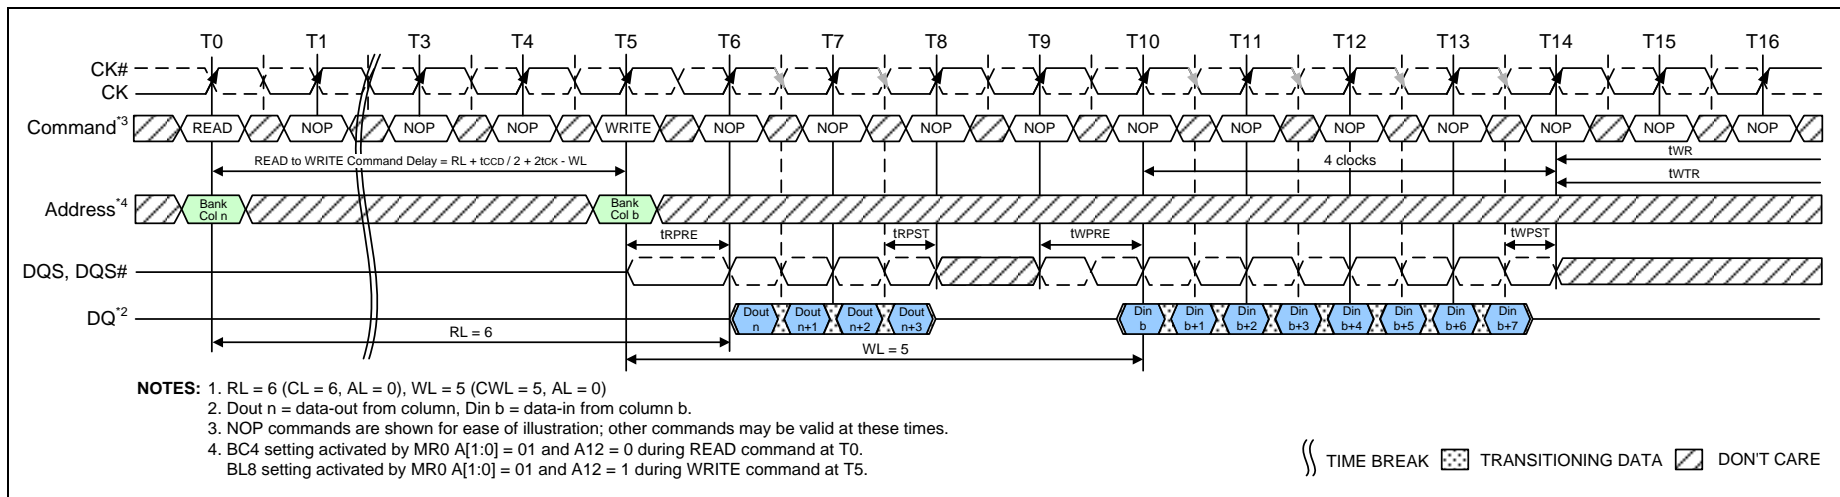 T0 T1 T3 T4 T5 T6 T7 T8 T9 T10 T11 T12 T13 T14 T15 T16
CK#
CK
Command*3 READ NOP NOP NOP WRITE NOP NOP NOP NOP NOP NOP NOP NOP NOP NOP NOP
READ to WRITE Command Delay = RL + tCCD / 2 + 2tCK - WL 4 clocks tWR
tWTR
Address*4 Bank Col n Bank Col b
tRPRE tRPST tWPRE tWPST
DQS, DQS#
DQ*2 Dout n Dout n+1 Dout n+2 Dout n+3 Din b Din b+1 Din b+2 Din b+3 Din b+4 Din b+5 Din b+6 Din b+7
RL = 6
WL = 5
NOTES: 1. RL = 6 (CL = 6, AL = 0), WL = 5 (CWL = 5, AL = 0)
2. Dout n = data-out from column, Din b = data-in from column b.
3. NOP commands are shown for ease of illustration; other commands may be valid at these times.
4. BC4 setting activated by MR0 A[1:0] = 01 and A12 = 0 during READ command at T0.
BL8 setting activated by MR0 A[1:0] = 01 and A12 = 1 during WRITE command at T5.
TIME BREAK TRANSITIONING DATA DON'T CARE